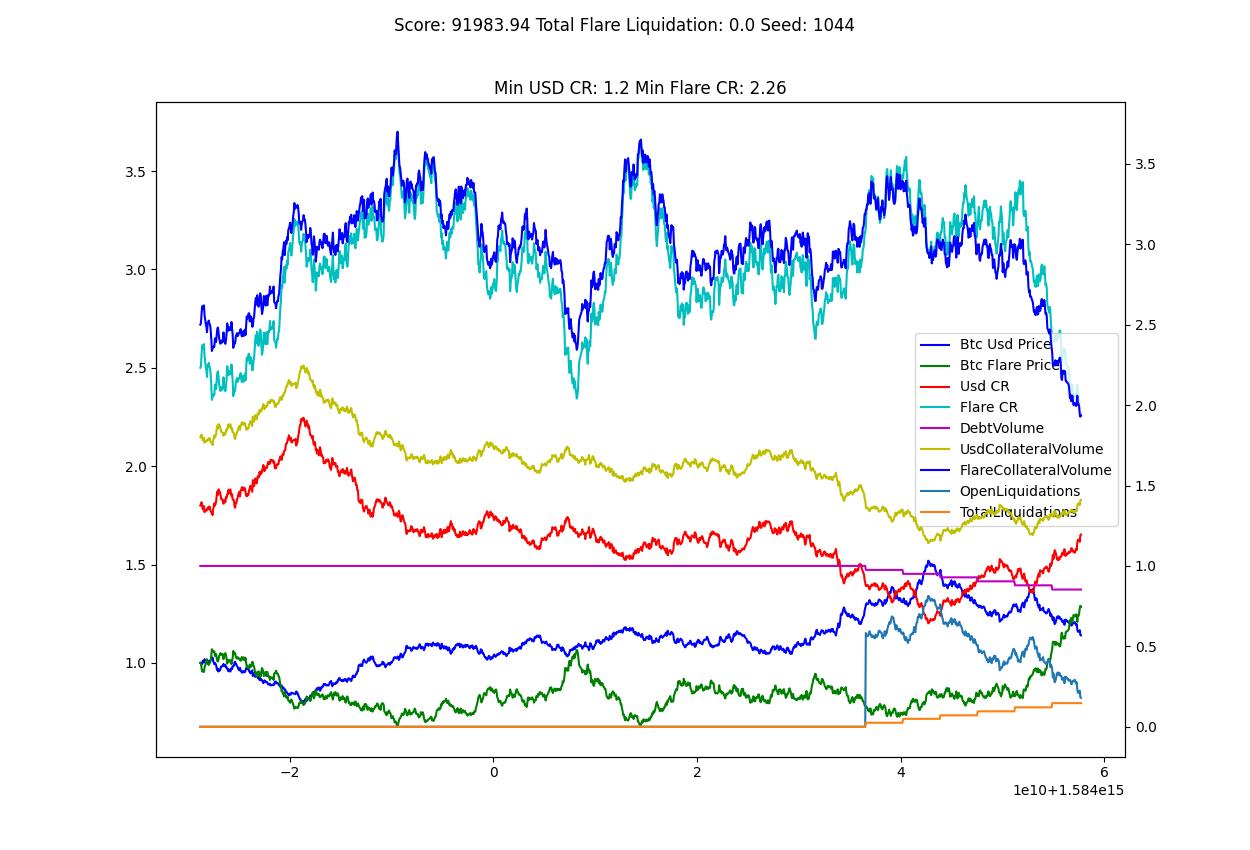 Score: 91983.94 Total Flare Liquidation: 0.0 Seed: 1044
Min USD CR: 1.2 Min Flare CR: 2.26
3.5
3.0
2.5
2.0
1.5
1.0
3.5
3.0
2.5
2.0
1.5
1.0
0.5
0.0
Btc Usd Price
Btc Flare Price
Usd CR
Flare CR
DebtVolume
UsdCollateralVolume
FlareCollateralVolume
OpenLiquidations
TotalLiquidations
−2
0
2
4
6
1e10+1.584e15